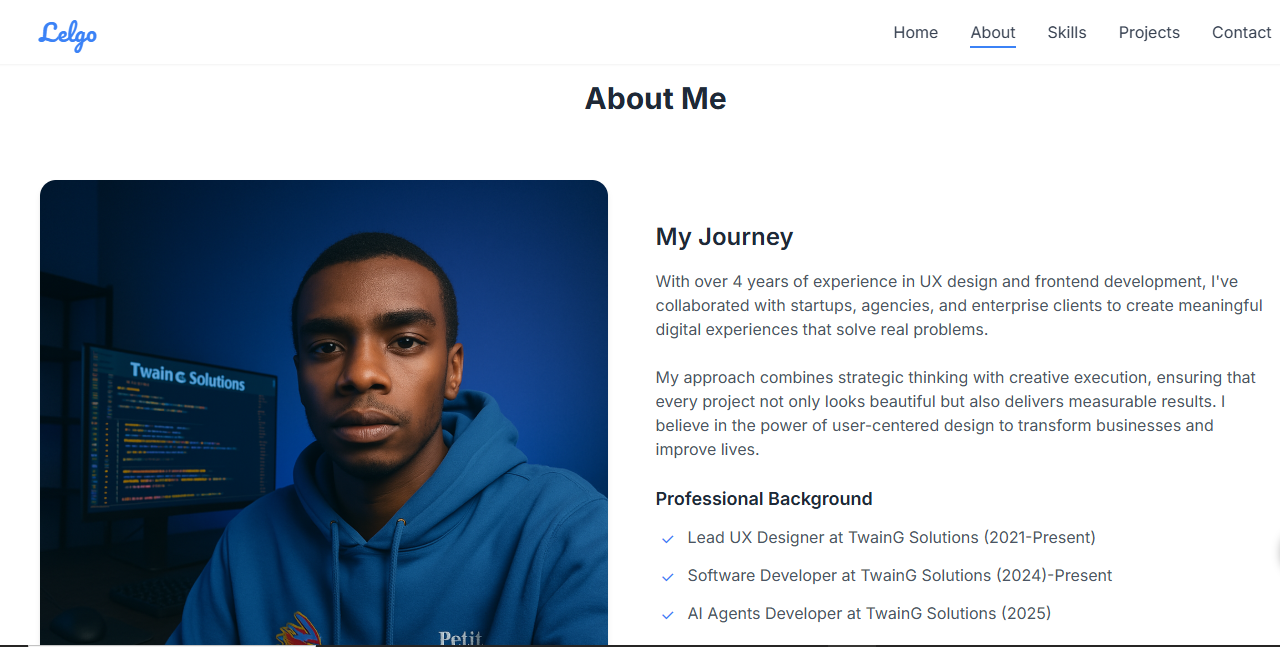 Lelgo
Home About Skills Projects Contact
About Me
TwainG Solutions
My Journey
With over 4 years of experience in UX design and frontend development, I've
collaborated with startups, agencies, and enterprise clients to create meaningful
digital experiences that solve real problems.
My approach combines strategic thinking with creative execution, ensuring that
every project not only looks beautiful but also delivers measurable results. I
believe in the power of user-centered design to transform businesses and
improve lives.
Professional Background
Lead UX Designer at TwainG Solutions (2021-Present)
Software Developer at TwainG Solutions (2024)-Present
AI Agents Developer at TwainG Solutions (2025)
Petit